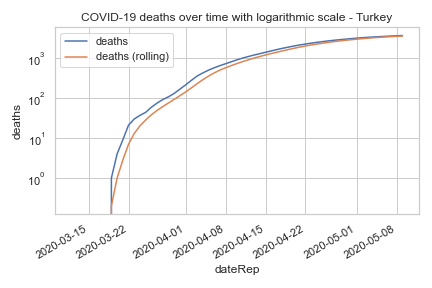 COVID-19 deaths over time with logarithmic scale - Turkey
deaths
deaths (rolling)
deaths
10³
10²
10¹
10⁰
2020-03-15
2020-03-22
2020-04-01
2020-04-08
2020-04-15
2020-04-22
2020-05-01
2020-05-08
dateRep